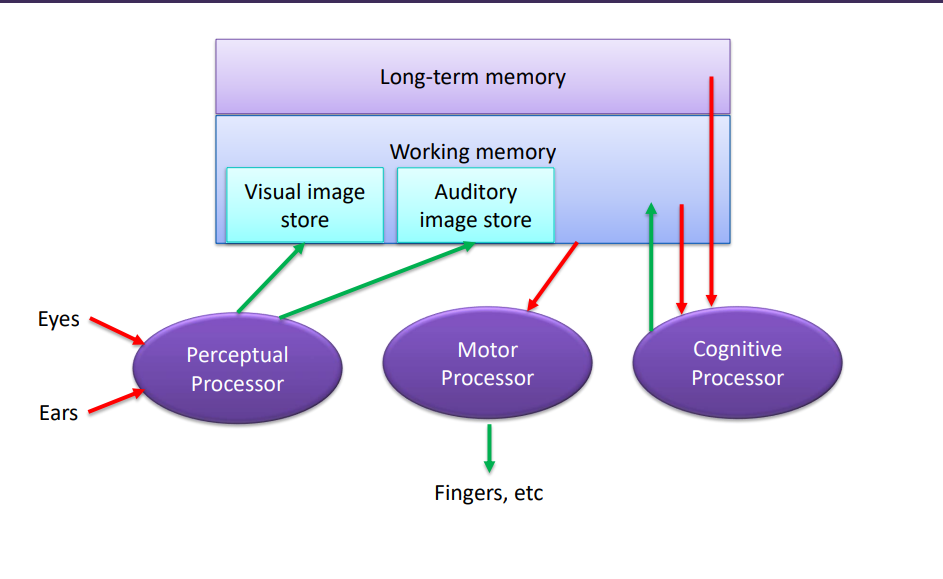 Long-term memory
Working memory
Visual image
store
Auditory
image store
Eyes
Ears
Perceptual
Processor
Motor
Processor
Cognitive
Processor
Fingers, etc